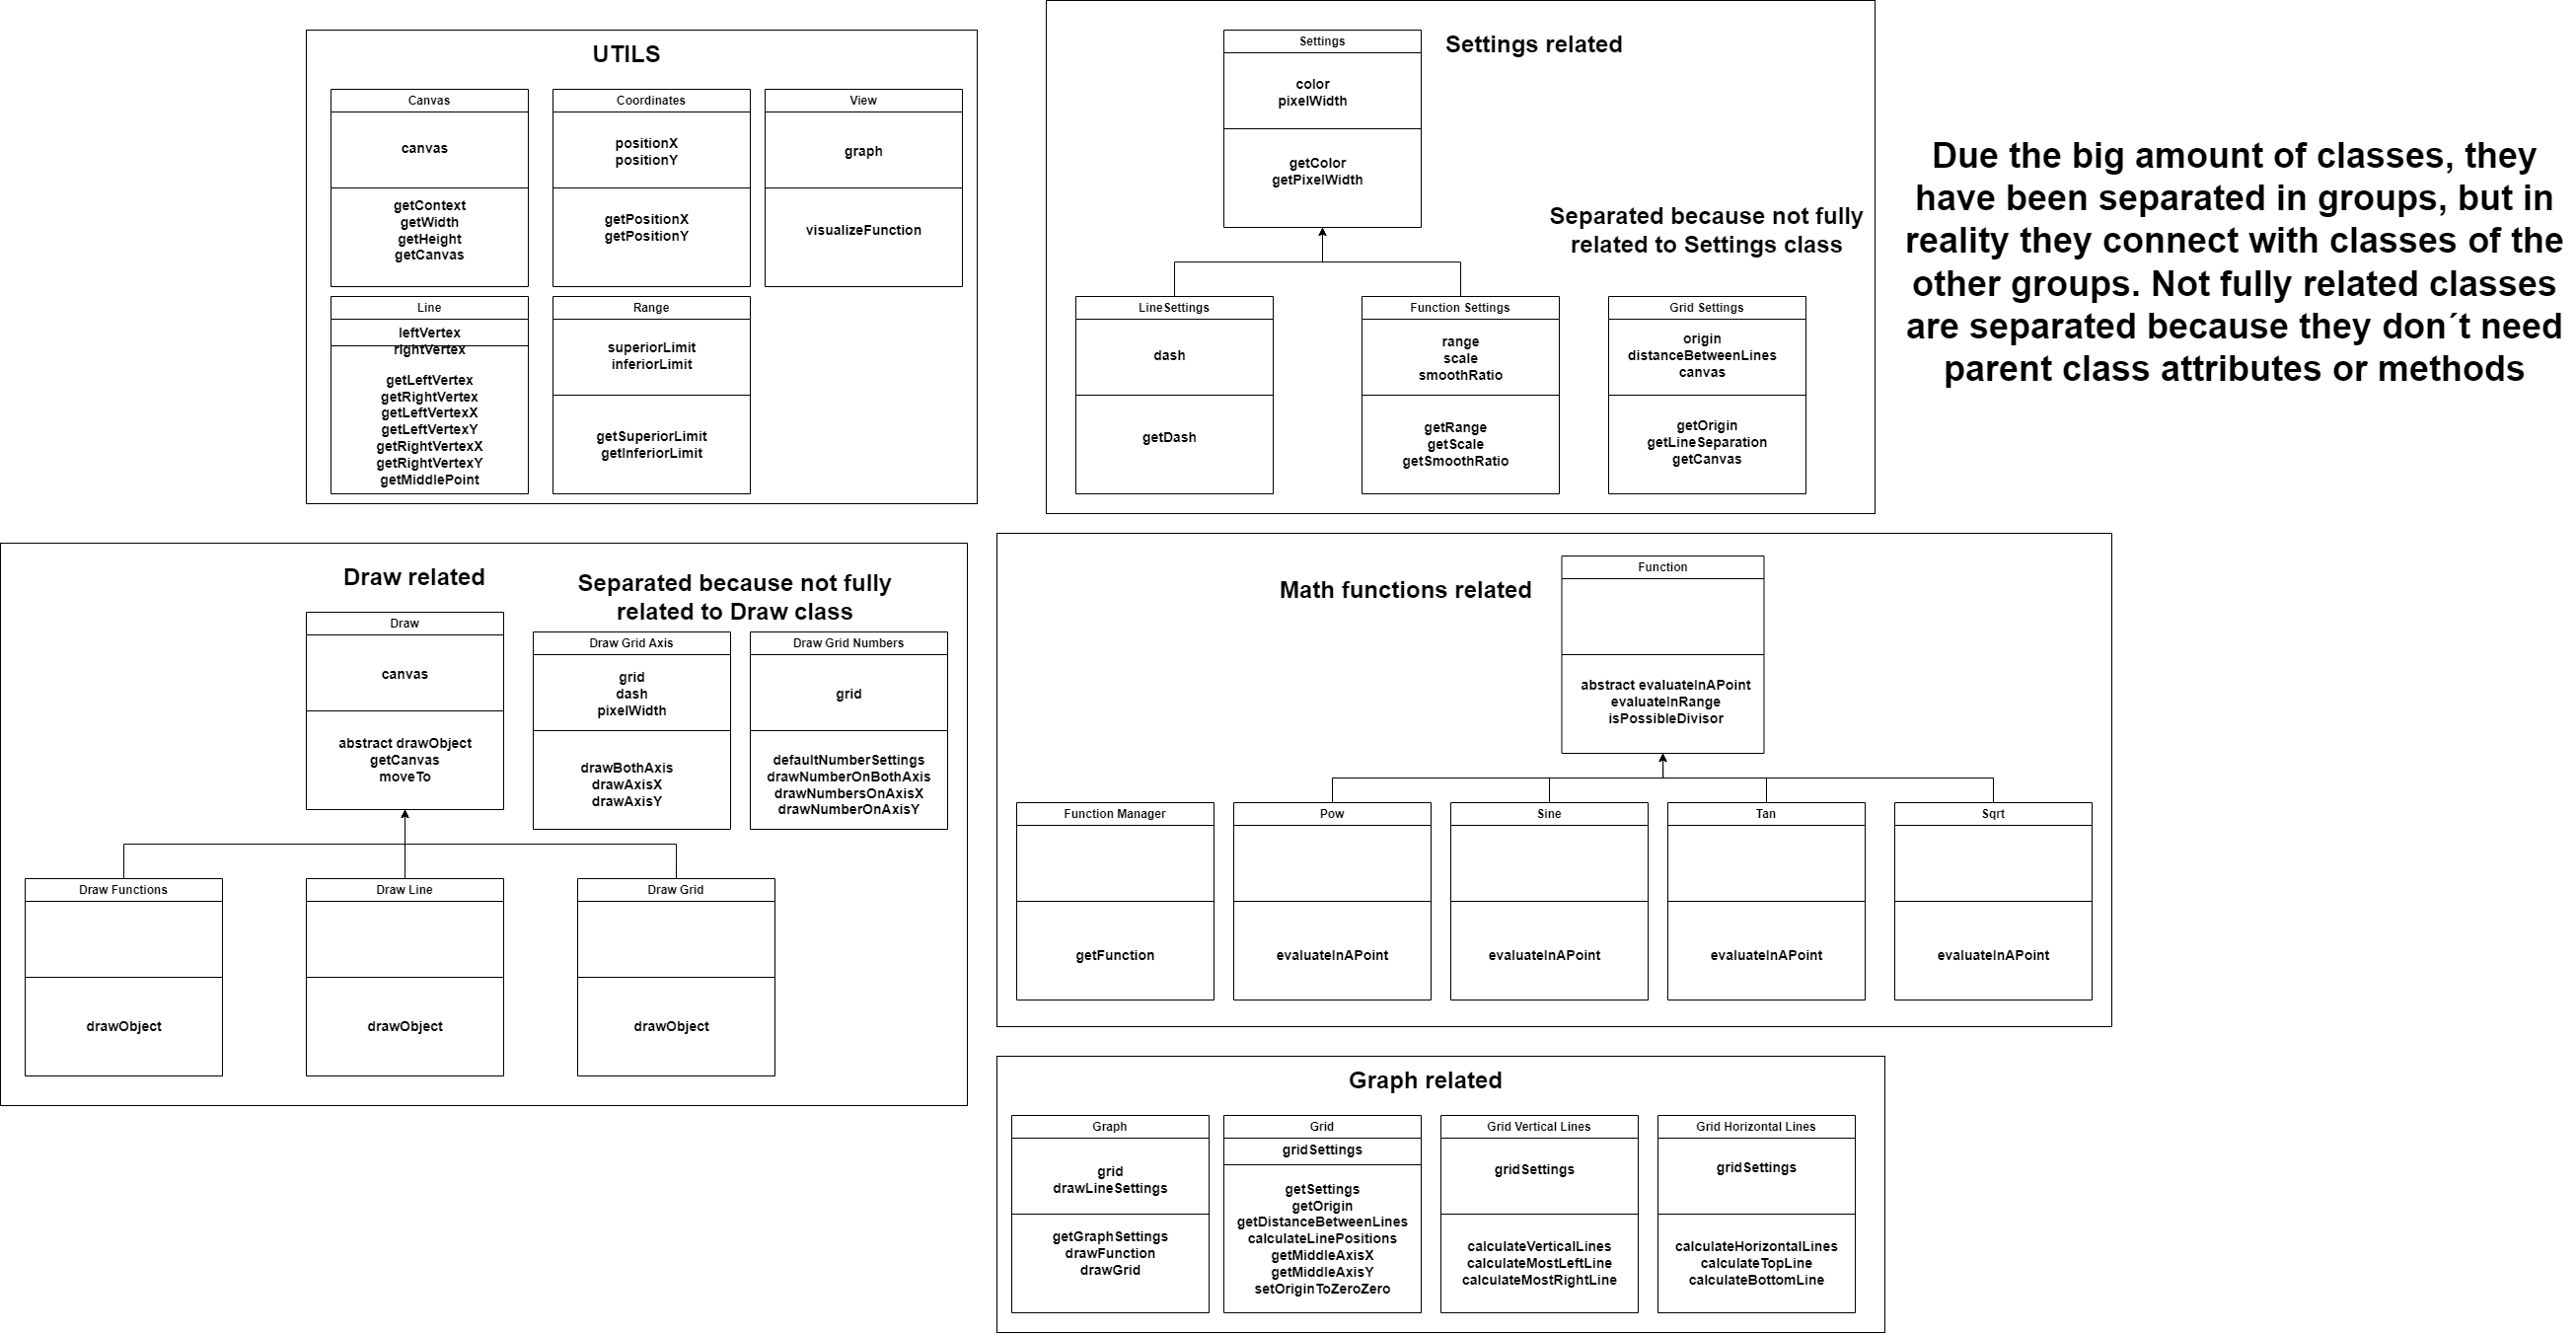 UTILS
Canvas
canvas
getContext
getWidth
getHeight
getCanvas
Coordinates
positionX
positionY
getPositionX
getPositionY
View
graph
visualizeFunction
Line
leftVertex
rightVertex
getLeftVertex
getRightVertex
getLeftVertexX
getLeftVertexY
getRightVertexX
getRightVertexY
getMiddlePoint
Range
superiorLimit
inferiorLimit
getSuperiorLimit
getInferiorLimit
Settings related
Settings
color
pixelWidth
getColor
getPixelWidth
Separated because not fully
related to Settings class
LineSettings
dash
getDash
Function Settings
range
scale
smoothRatio
getRange
getScale
getSmoothRatio
Grid Settings
origin
distanceBetweenLines
canvas
getOrigin
getLineSeparation
getCanvas
Due the big amount of classes, they
have been separated in groups, but in
reality they connect with classes of the
other groups. Not fully related classes
are separated because they don´t need
parent class attributes or methods
Draw related
Separated because not fully
related to Draw class
Draw
canvas
abstract drawObject
getCanvas
moveTo
Draw Grid Axis
grid
dash
pixelWidth
drawBothAxis
drawAxisX
drawAxisY
Draw Grid Numbers
grid
defaultNumberSettings
drawNumberOnBothAxis
drawNumbersOnAxisX
drawNumberOnAxisY
Draw Functions
drawObject
Draw Line
drawObject
Draw Grid
drawObject
Math functions related
Function
abstract evaluateInAPoint
evaluateInRange
isPossibleDivisor
Function Manager
getFunction
Pow
evaluateInAPoint
Sine
evaluateInAPoint
Tan
evaluateInAPoint
Sqrt
evaluateInAPoint
Graph related
Graph
grid
drawLineSettings
getGraphSettings
drawFunction
drawGrid
Grid
gridSettings
getSettings
getOrigin
getDistanceBetweenLines
calculateLinePositions
getMiddleAxisX
getMiddleAxisY
setOriginToZeroZero
Grid Vertical Lines
gridSettings
calculateVerticalLines
calculateMostLeftLine
calculateMostRightLine
Grid Horizontal Lines
gridSettings
calculateHorizontalLines
calculateTopLine
calculateBottomLine